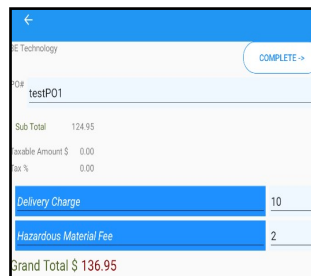 IE Technology
COMPLETE ->
PO#
testPO1
Sub Total 124.95
Taxable Amount $ 0.00
Tax % 0.00
Delivery Charge 10
Hazardous Material Fee 2
Grand Total $ 136.95